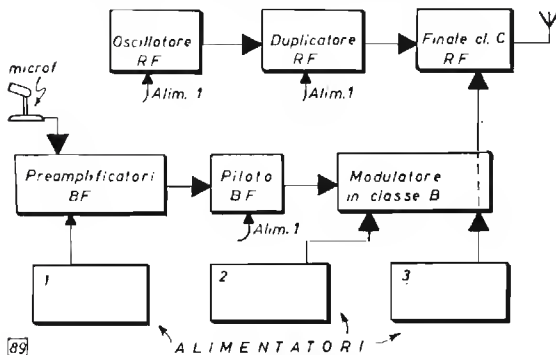 Oscillatore
RF
Duplicatore
RF
Finale cl. C
RF
Alim. 1
Alim. 1
microf
Preamplificatori
BF
Piloto
BF
Modulatore
in classe B
Alim. 1
1
2
3
89
ALIMENTATORI